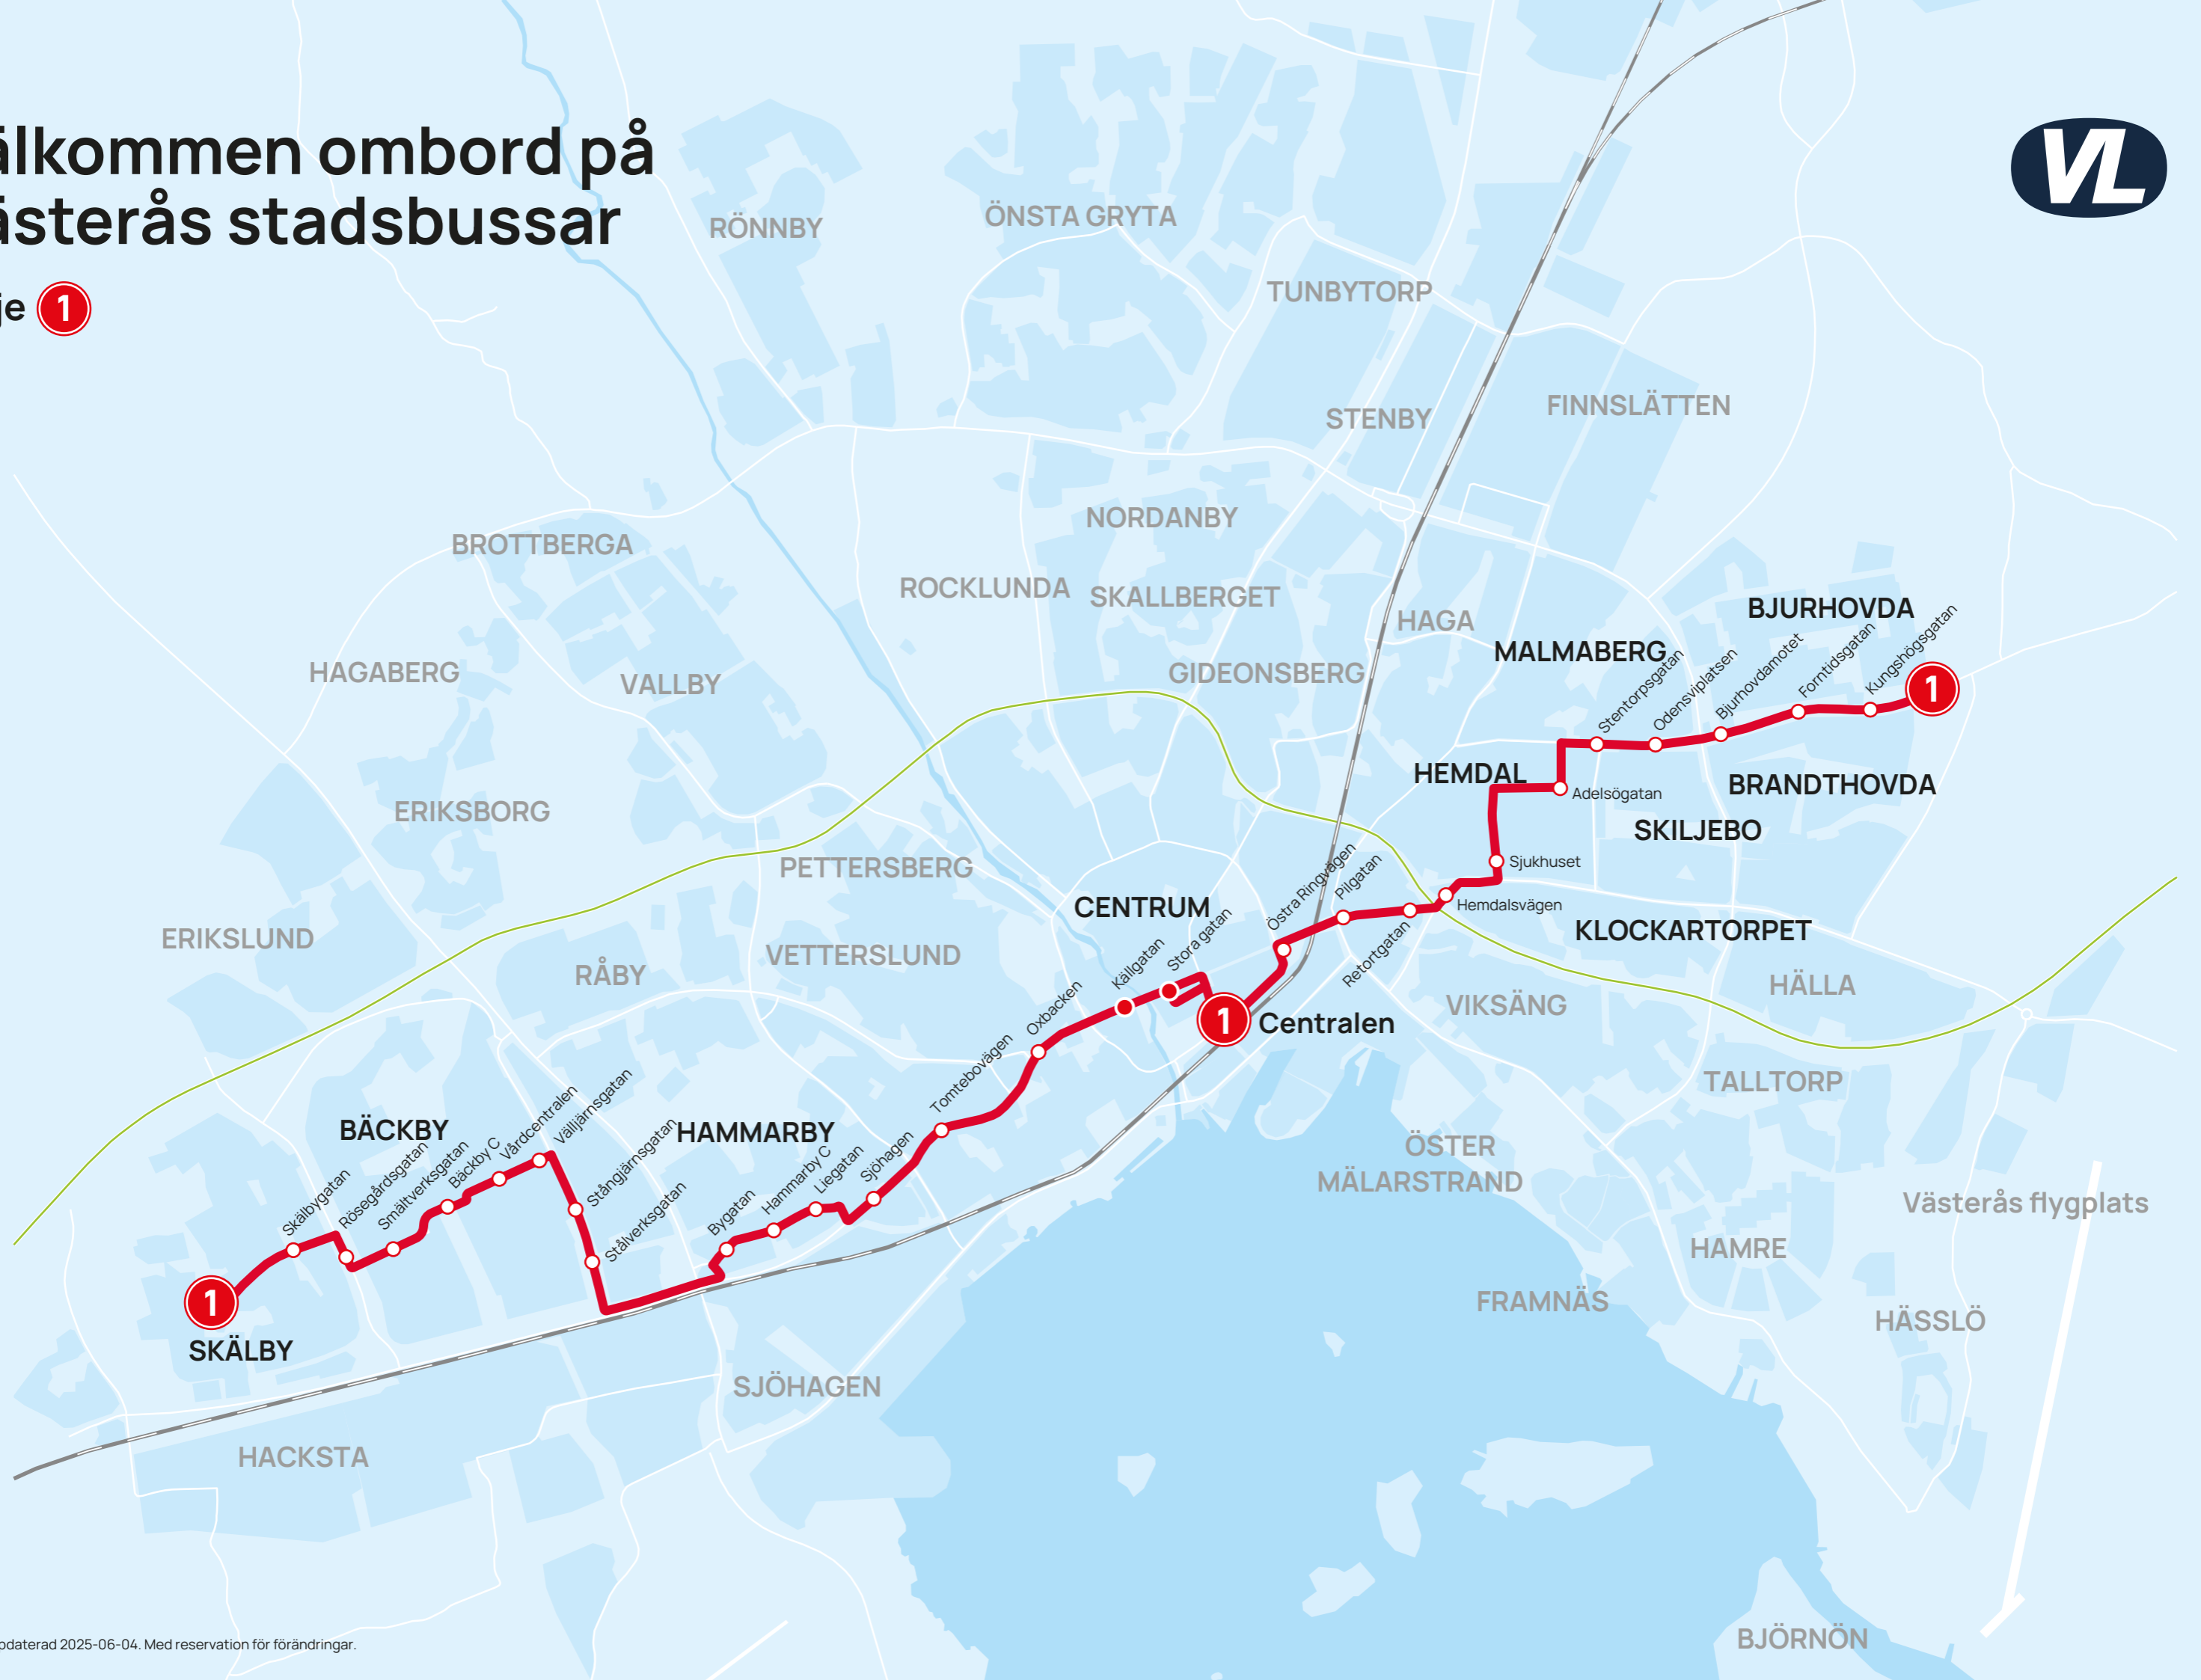 älkommen ombord på
ästerås stadsbussar
je 1
VL
RÖNNBY
ÖNSTA GRYTA
TUNBYTORP
STENBY
FINNSLÄTTEN
NORDANBY
BROTTBERGA
ROCKLUNDA
SKALLBERGET
HAGA
BJURHOVDA
MALMABERG
HAGABERG
VALLBY
GIDEONSBERG
Stentorpsgatan
Odensviplatsen
Bjurhovdamotet
Forntidsgatan
Kungshögsgatan
1
HEMDAL
BRANDTHOVDA
Adelsögatan
ERIKSBORG
SKILJEBO
PETTERSBERG
Sjukhuset
CENTRUM
Östra Ringvägen
Pilgatan
Retortgatan
Hemdalsvägen
KLOCKARTORPET
ERIKSLUND
RÅBY
VETTERSLUND
Källgatan
Stora gatan
HÄLLA
VIKSÄNG
1
Centralen
Oxbacken
Tomtebovägen
TALLTORP
BÄCKBY
HAMMARBY
ÖSTER
MÄLARSTRAND
Skälbygatan
Rösegårdsgatan
Smältverksgatan
Bäckby C
Vårdcentralen
Välljärnsgatan
Stångjärnsgatan
Stålverksgatan
Bygatan
Hammarby C
Liegatan
Sjöhagen
Västerås flygplats
HAMRE
1
SKÄLBY
FRAMNÄS
HÄSSLÖ
SJÖHAGEN
HACKSTA
BJÖRNÖN
pdaterad 2025-06-04. Med reservation för förändringar.